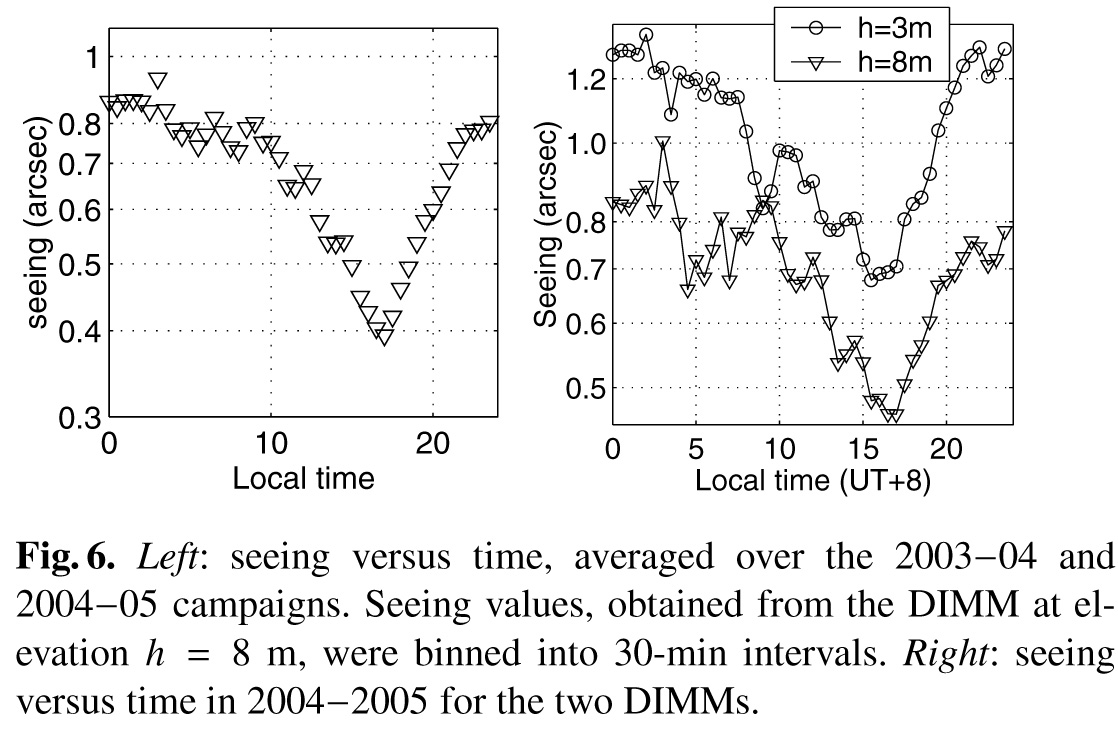 1
0.8
0.7
0.6
0.5
0.4
0.3
seeing (arcsec)
0 10 20
Local time
h=3m
h=8m
1.2
1.0
0.8
0.7
0.6
0.5
Seeing (arcsec)
0 5 10 15 20
Local time (UT+8)
Fig. 6. Left: seeing versus time, averaged over the 2003−04 and
2004−05 campaigns. Seeing values, obtained from the DIMM at el-
evation h = 8 m, were binned into 30-min intervals. Right: seeing
versus time in 2004−2005 for the two DIMMs.